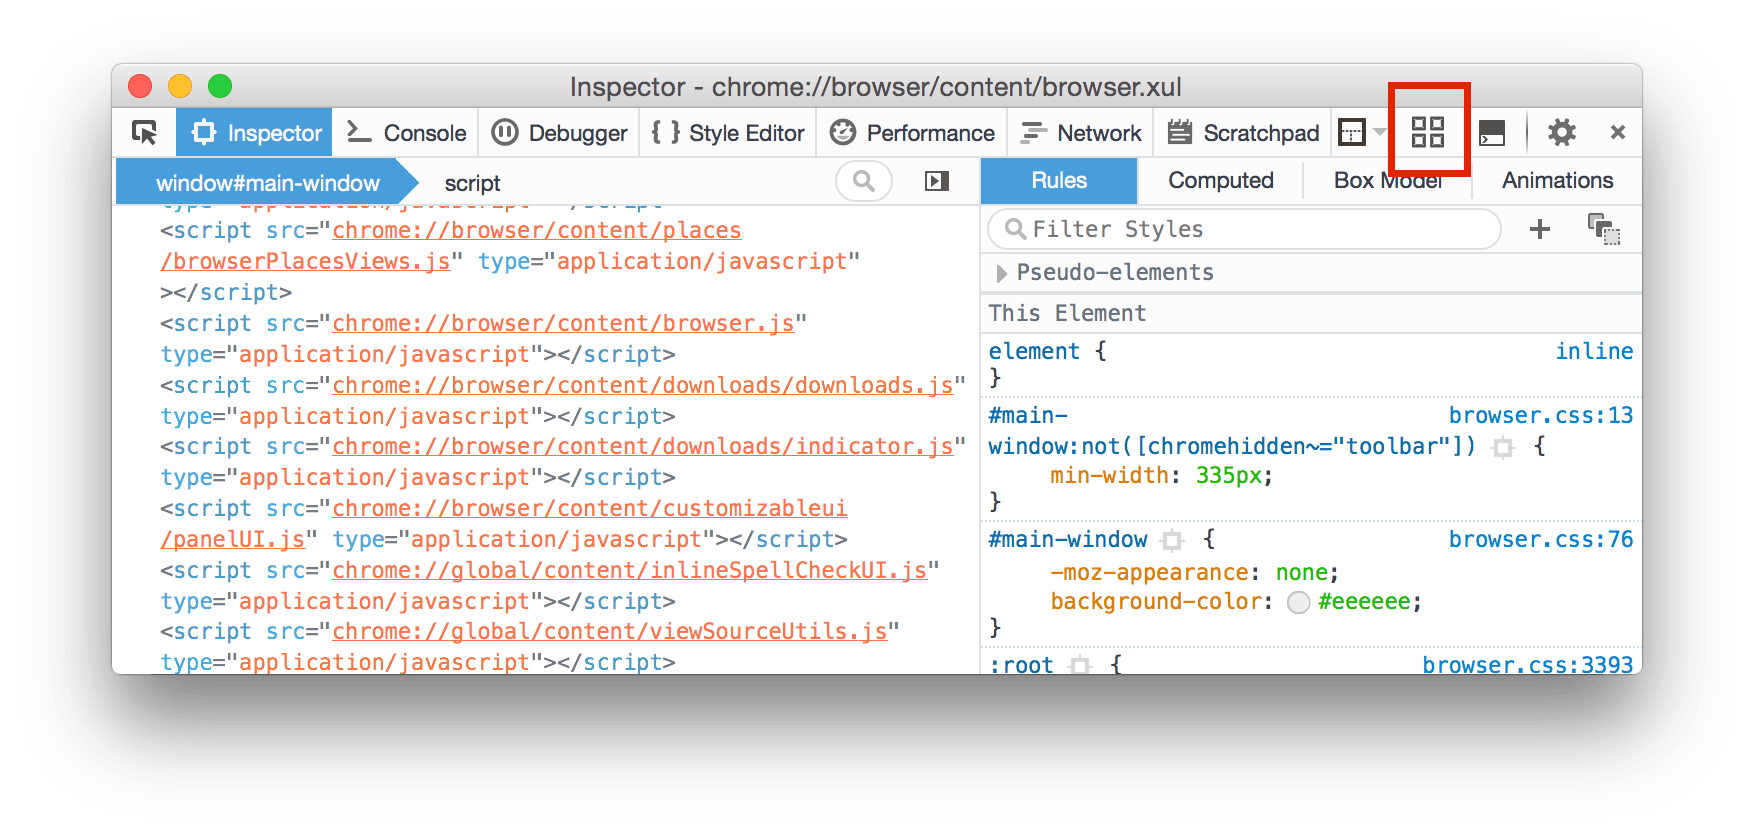 Inspector - chrome://browser/content/browser.xul
Inspector Console Debugger { } Style Editor Performance Network Scratchpad
window#main-window script
Rules Computed Box Model Animations
type="application/javascript"></script>
<script src="chrome://browser/content/places
/browserPlacesViews.js" type="application/javascript"
></script>
<script src="chrome://browser/content/browser.js"
type="application/javascript"></script>
<script src="chrome://browser/content/downloads/downloads.js"
type="application/javascript"></script>
<script src="chrome://browser/content/downloads/indicator.js"
type="application/javascript"></script>
<script src="chrome://browser/content/customizableui
/panelUI.js" type="application/javascript"></script>
<script src="chrome://global/content/inlineSpellCheckUI.js"
type="application/javascript"></script>
<script src="chrome://global/content/viewSourceUtils.js"
type="application/javascript"></script>
Filter Styles
Pseudo-elements
This Element
element { inline
}
#main- browser.css:13
window:not([chromehidden~="toolbar"]) {
min-width: 335px;
}
#main-window { browser.css:76
-moz-appearance: none;
background-color: #eeeeee;
}
:root { browser.css:3393